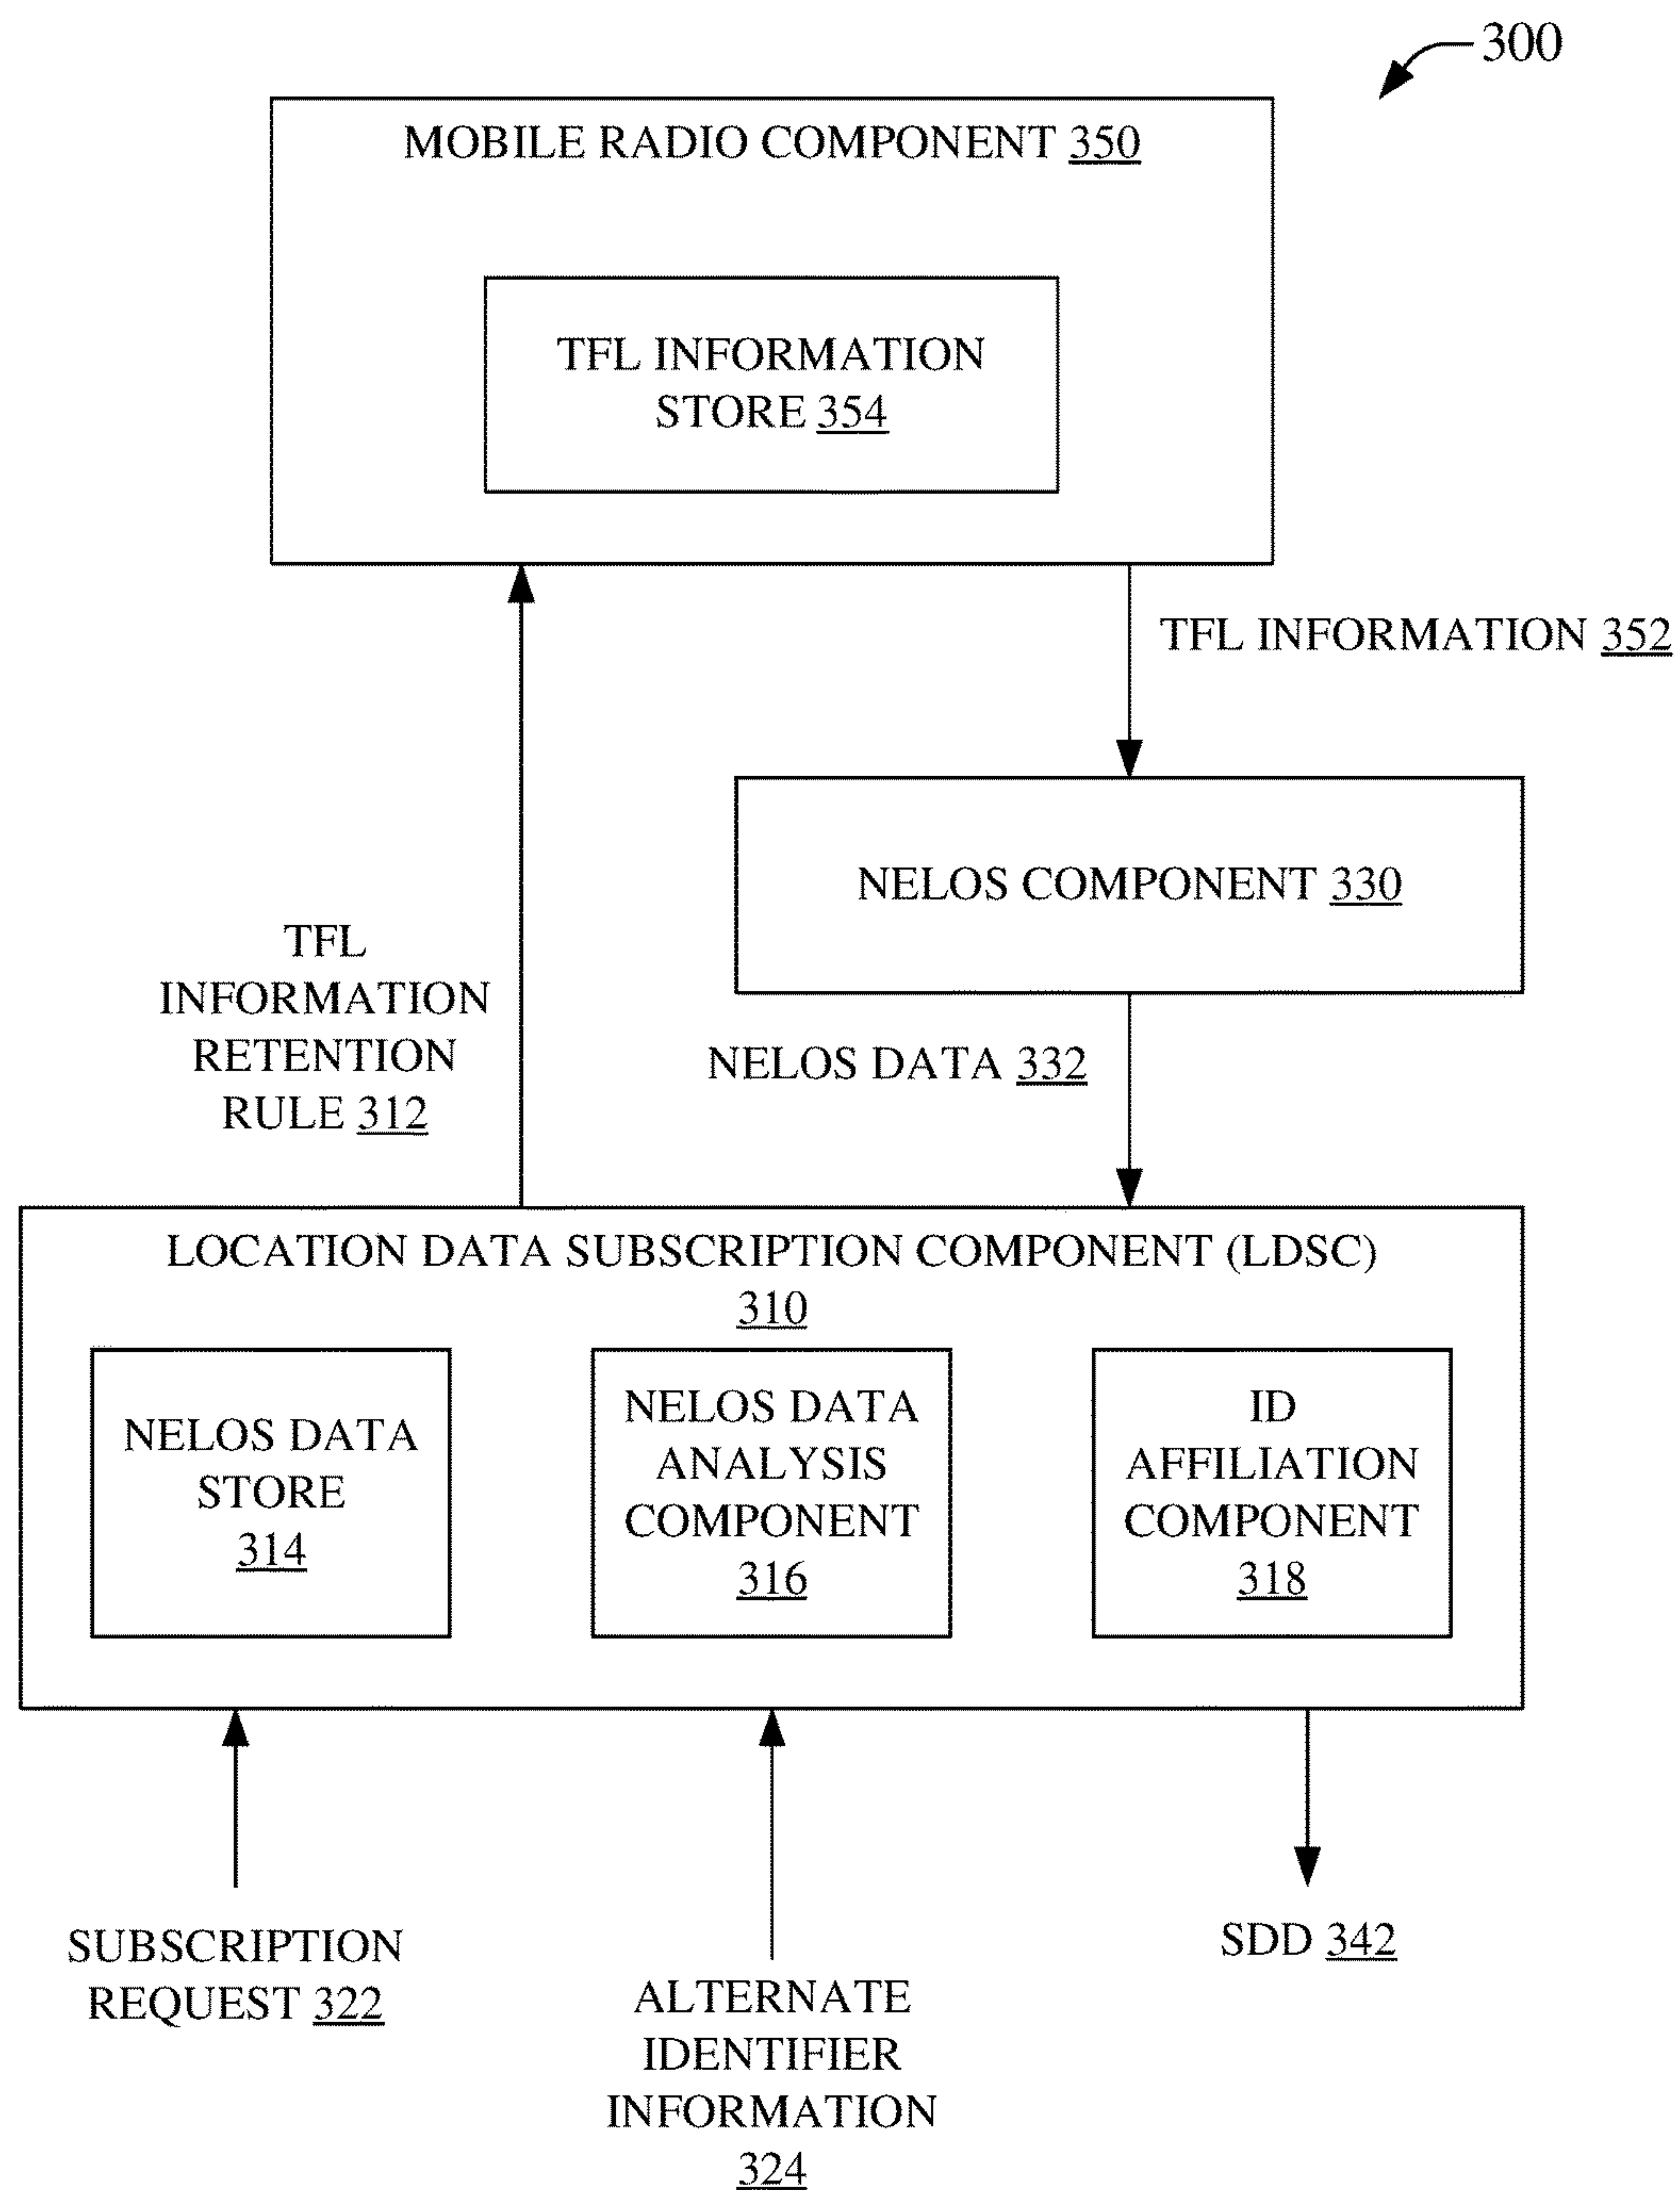 300
MOBILE RADIO COMPONENT 350
TFL INFORMATION
STORE 354
TFL INFORMATION 352
NELOS COMPONENT 330
TFL
INFORMATION
RETENTION
RULE 312
NELOS DATA 332
LOCATION DATA SUBSCRIPTION COMPONENT (LDSC)
310
NELOS DATA
STORE
314
NELOS DATA
ANALYSIS
COMPONENT
316
ID
AFFILIATION
COMPONENT
318
SUBSCRIPTION
REQUEST 322
ALTERNATE
IDENTIFIER
INFORMATION
324
SDD 342